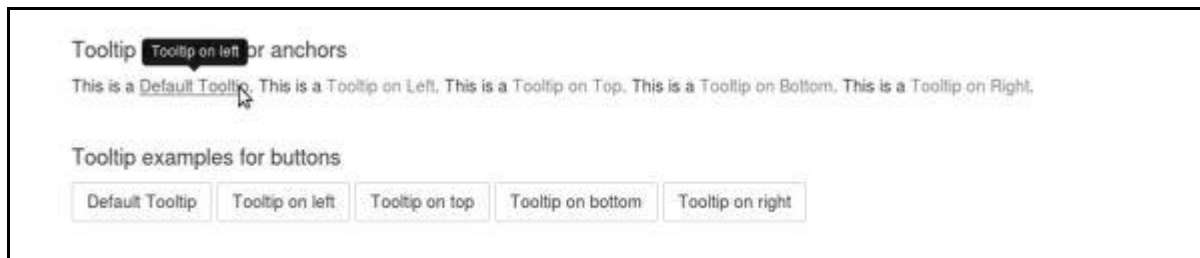 Tooltip Tooltip on left or anchors
This is a Default Tooltip. This is a Tooltip on Left. This is a Tooltip on Top. This is a Tooltip on Bottom. This is a Tooltip on Right.
Tooltip examples for buttons
Default Tooltip Tooltip on left Tooltip on top Tooltip on bottom Tooltip on right